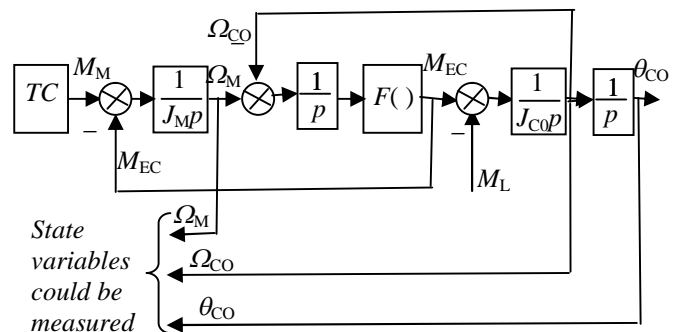 Ω_CO
−
TC
M_M
−
1
J_M p
Ω_M
1
p
F( )
M_EC
−
1
J_C0 p
1
p
θ_CO
M_EC
M_L
State
variables
could be
measured
Ω_M
Ω_CO
θ_CO